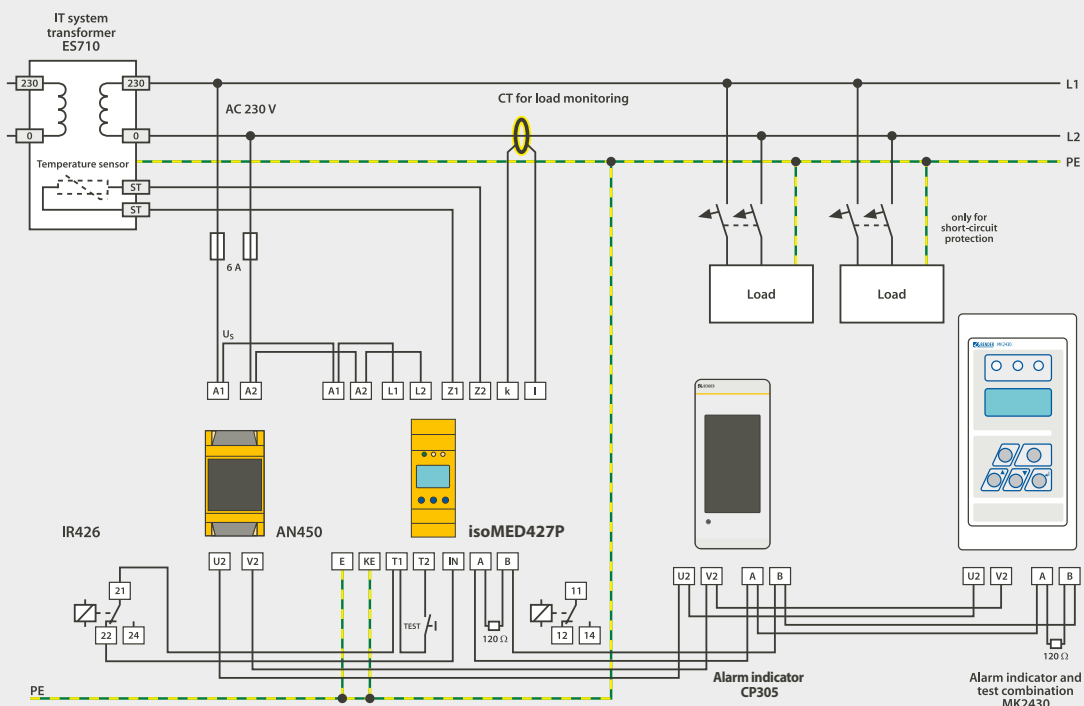 IT system
transformer
ES710
230
230
L1
AC 230 V
CT for load monitoring
0
0
L2
PE
Temperature sensor
ST
ST
only for
short-circuit
protection
6 A
Load
Load
US
BENDER MK2430
A1
A2
A1
A2
L1
L2
Z1
Z2
k
l
BENDER
IR426
AN450
isoMED427P
U2
V2
E
KE
T1
T2
IN
A
B
U2
V2
A
B
U2
V2
A
B
21
11
22
24
TEST
120 Ω
12
14
120 Ω
PE
Alarm indicator
CP305
Alarm indicator and
test combination
MK2430